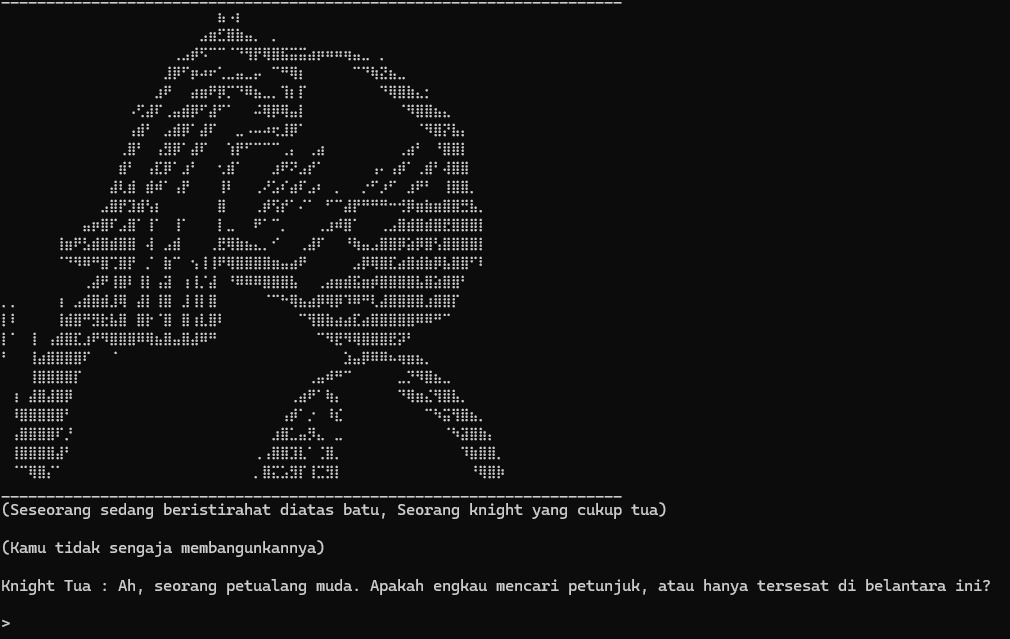 (Seseorang sedang beristirahat diatas batu, Seorang knight yang cukup tua)
(Kamu tidak sengaja membangunkannya)
Knight Tua : Ah, seorang petualang muda. Apakah engkau mencari petunjuk, atau hanya tersesat di belantara ini?
>